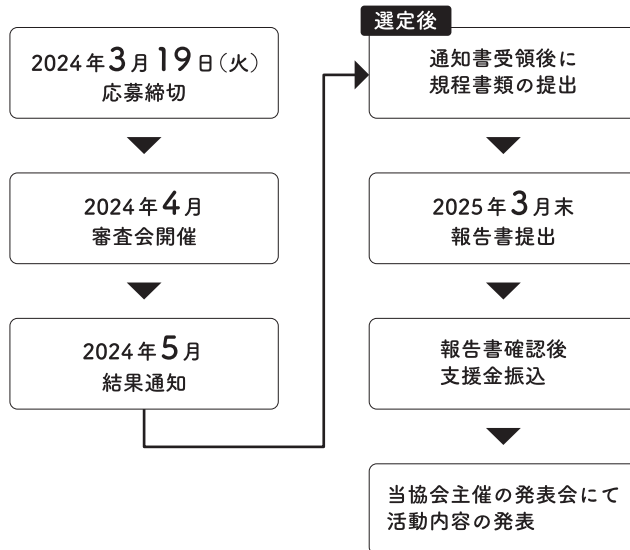 2024年3月19日（火）
応募締切
2024年4月
審査会開催
2024年5月
結果通知
選定後
通知書受領後に
規程書類の提出
2025年3月末
報告書提出
報告書確認後
支援金振込
当協会主催の発表会にて
活動内容の発表